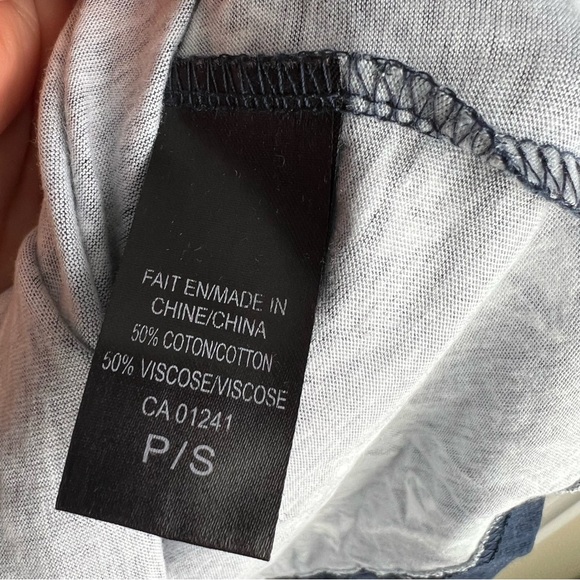 FAIT EN/MADE IN
CHINE/CHINA
50% COTON/COTTON
50% VISCOSE/VISCOSE
CA 01241
P/S